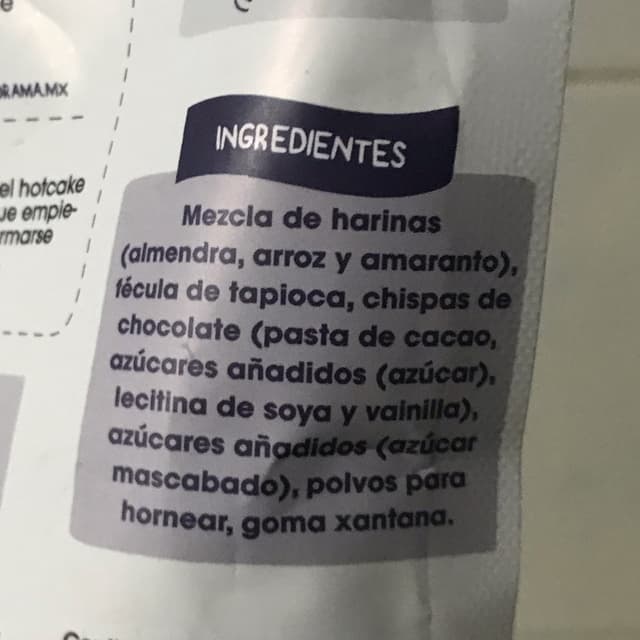 RAMA.MX
el hotcake
ue emple-
rmarse
INGREDIENTES
Mezcla de harinas
(almendra, arroz y amaranto),
fécula de tapioca, chispas de
chocolate (pasta de cacao,
azúcares añadidos (azúcar),
lecitina de soya y vainilla),
azúcares añadidos (azúcar
mascabado), polvos para
hornear, goma xantana.